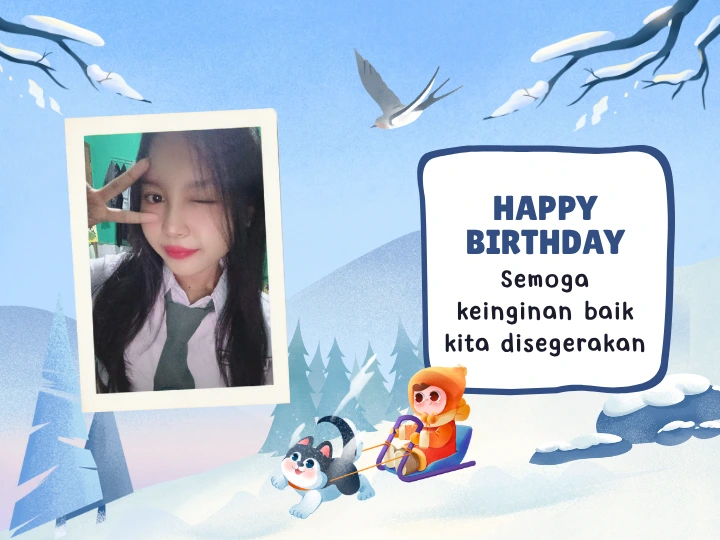 HAPPY
BIRTHDAY
Semoga
keinginan baik
kita disegerakan